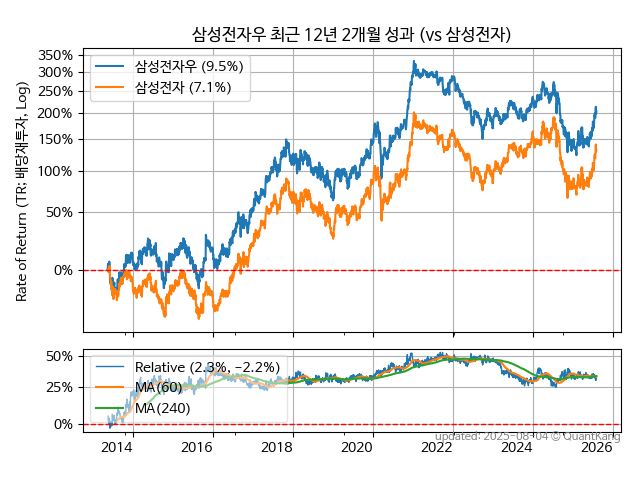 삼성전자우 최근 12년 2개월 성과 (vs 삼성전자)
Rate of Return (TR: 배당재투자, Log)
350%
300%
250%
200%
150%
100%
50%
0%
삼성전자우 (9.5%)
삼성전자 (7.1%)
50%
25%
0%
Relative (2.3%, −2.2%)
MA(60)
MA(240)
2014
2016
2018
2020
2022
2024
2026
updated: 2025-08-04 © QuantKang